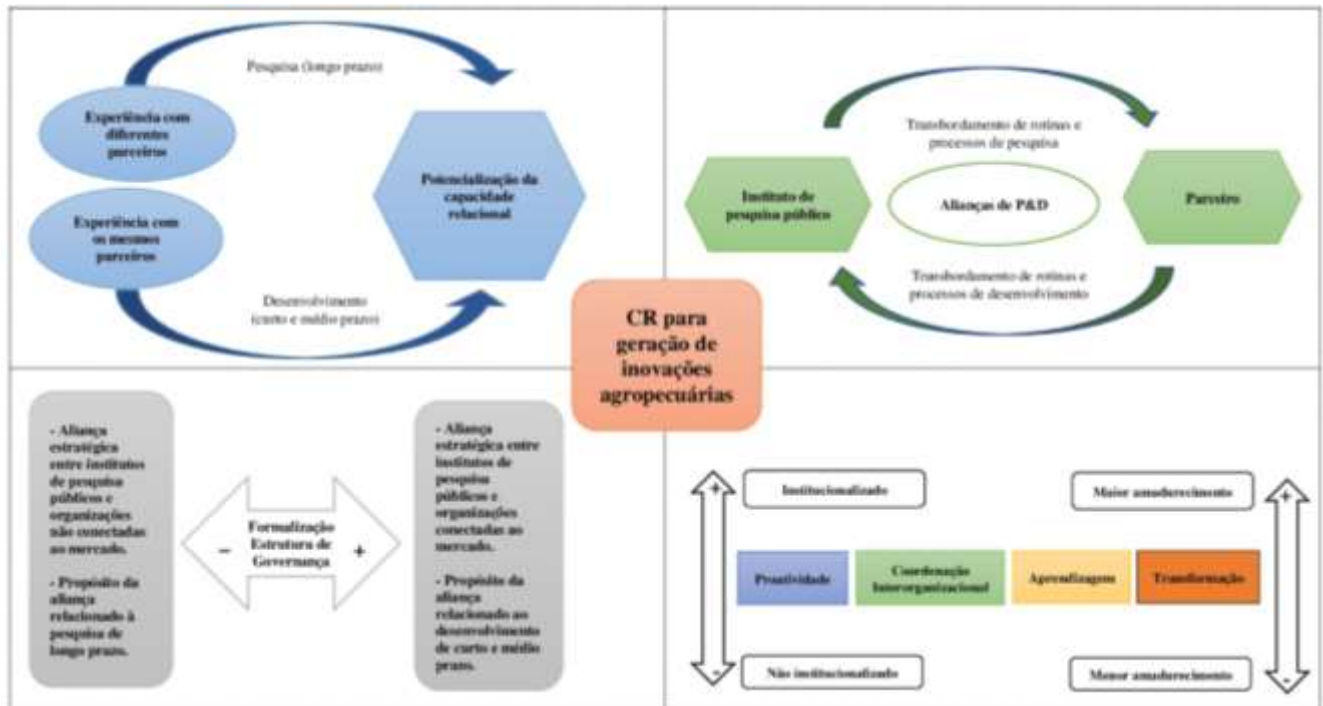 Pesquisa (longo prazo)
Experiência com
diferentes
parceiros
Experiência com
os mesmos
parceiros
Potencialização da
capacidade
relacional
Desenvolvimento
(curto e médio prazo)
Transbordamento de rotinas e
processos de pesquisa
Instituto de
pesquisa público
Alianças de P&D
Parceiro
Transbordamento de rotinas e
processos de desenvolvimento
CR para
geração de
inovações
agropecuárias
- Aliança
estratégica
entre institutos
de pesquisa
públicos e
organizações
não conectadas
ao mercado.
- Propósito da
aliança
relacionado à
pesquisa de
longo prazo.
Formalização
Estrutura de
Governança
-
+
- Aliança
estratégica entre
institutos de
pesquisa
públicos e
organizações
conectadas ao
mercado.
- Propósito da
aliança
relacionado ao
desenvolvimento
de curto e médio
prazo.
+
Institucionalizado
Maior amadurecimento
+
Proatividade
Coordenação
Interorganizacional
Aprendizagem
Transformação
-
Não institucionalizado
Menor amadurecimento
-